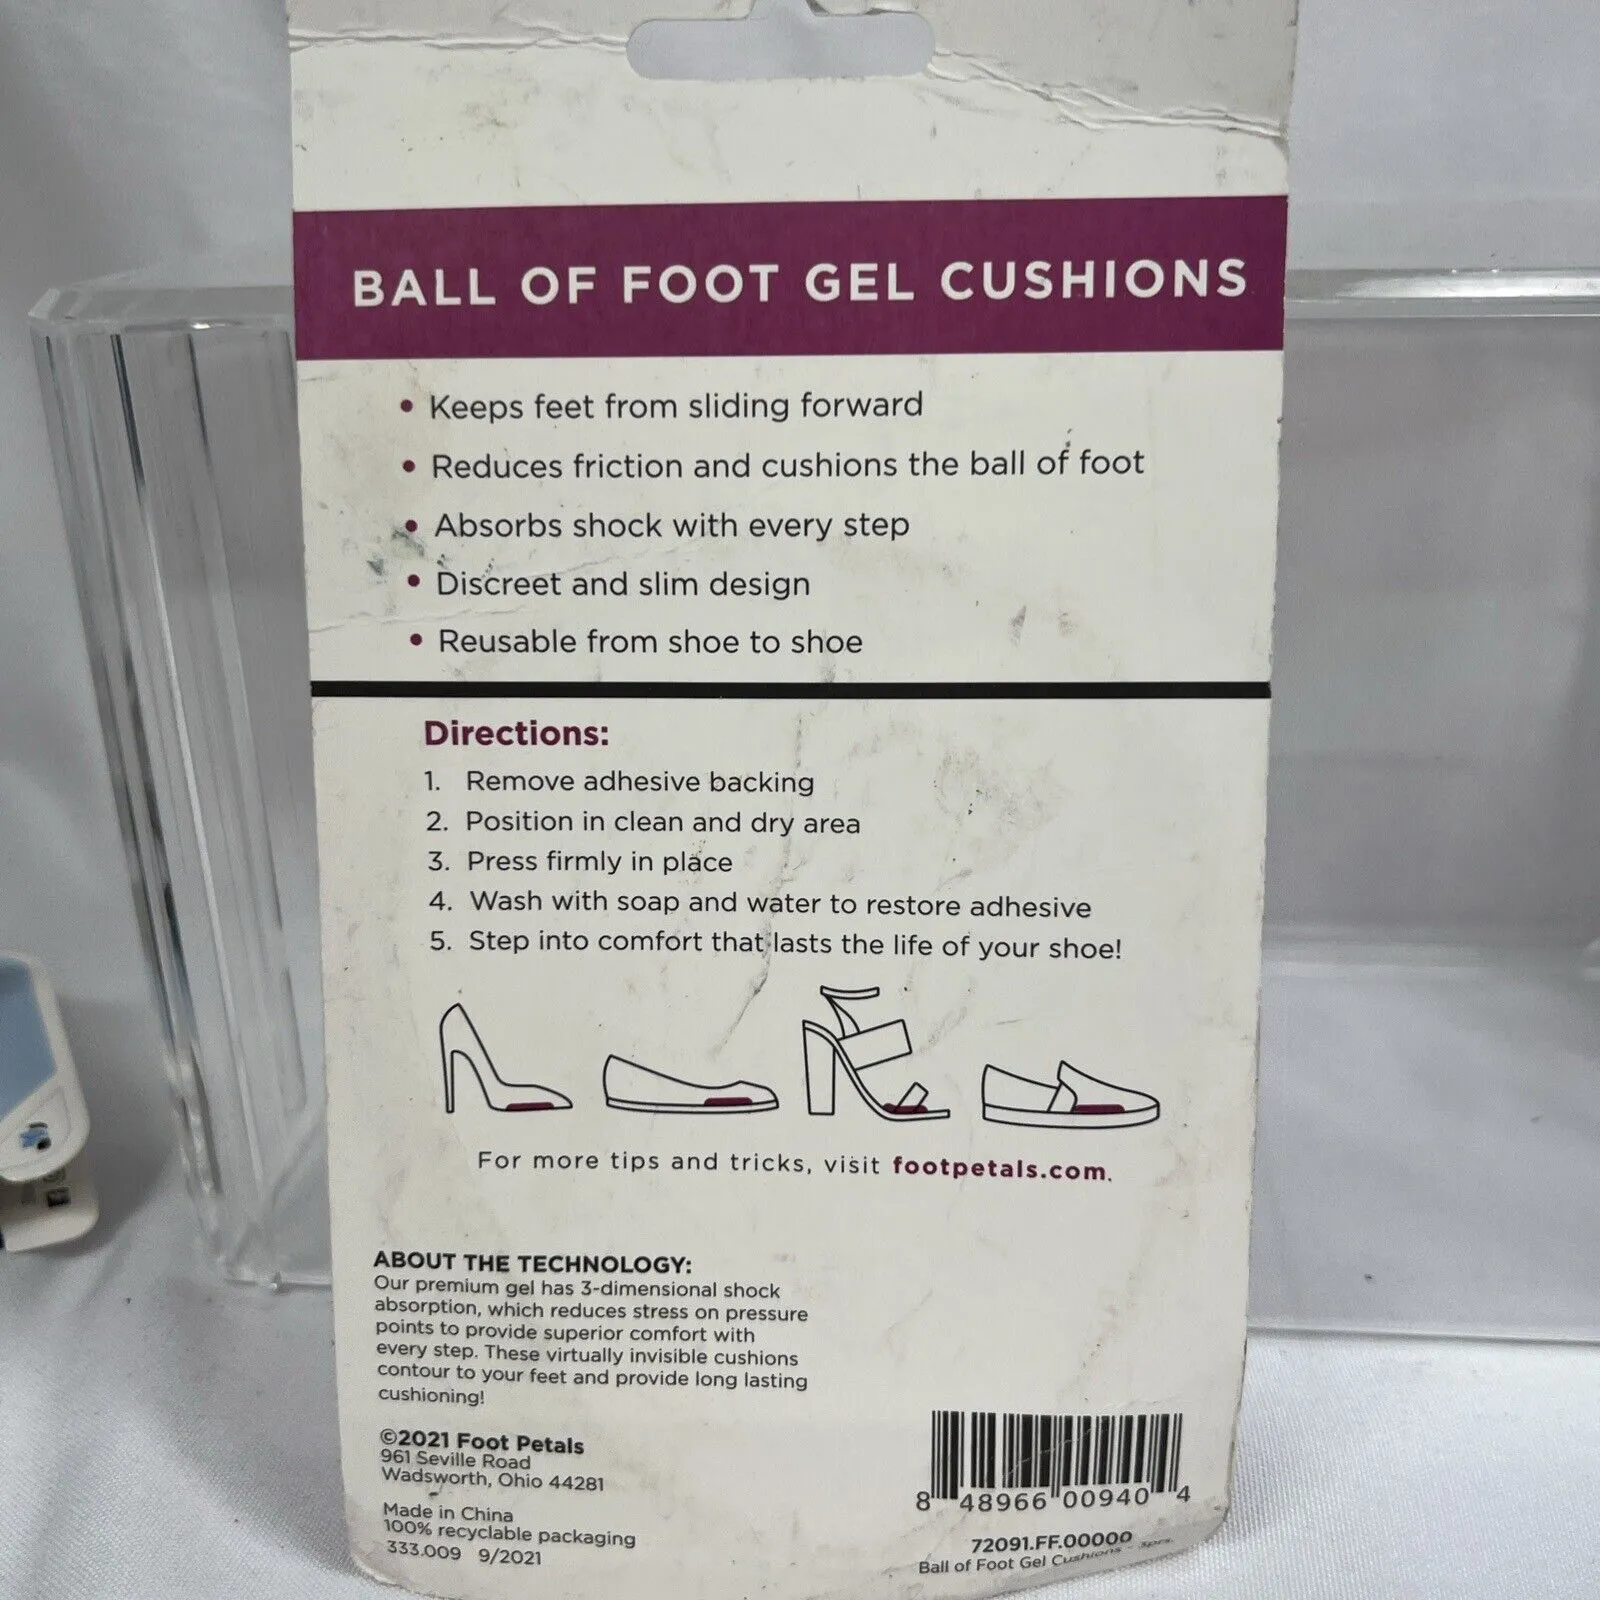 BALL OF FOOT GEL CUSHIONS
• Keeps feet from sliding forward
• Reduces friction and cushions the ball of foot
• Absorbs shock with every step
• Discreet and slim design
• Reusable from shoe to shoe
Directions:
1. Remove adhesive backing
2. Position in clean and dry area
3. Press firmly in place
4. Wash with soap and water to restore adhesive
5. Step into comfort that lasts the life of your shoe!
For more tips and tricks, visit footpetals.com.
ABOUT THE TECHNOLOGY:
Our premium gel has 3-dimensional shock
absorption, which reduces stress on pressure
points to provide superior comfort with
every step. These virtually invisible cushions
contour to your feet and provide long lasting
cushioning!
©2021 Foot Petals
961 Seville Road
Wadsworth, Ohio 44281
Made in China
100% recyclable packaging
333.009 9/2021
8 48966 00940 4
72091.FF.00000
Ball of Foot Gel Cushions - 3prs.